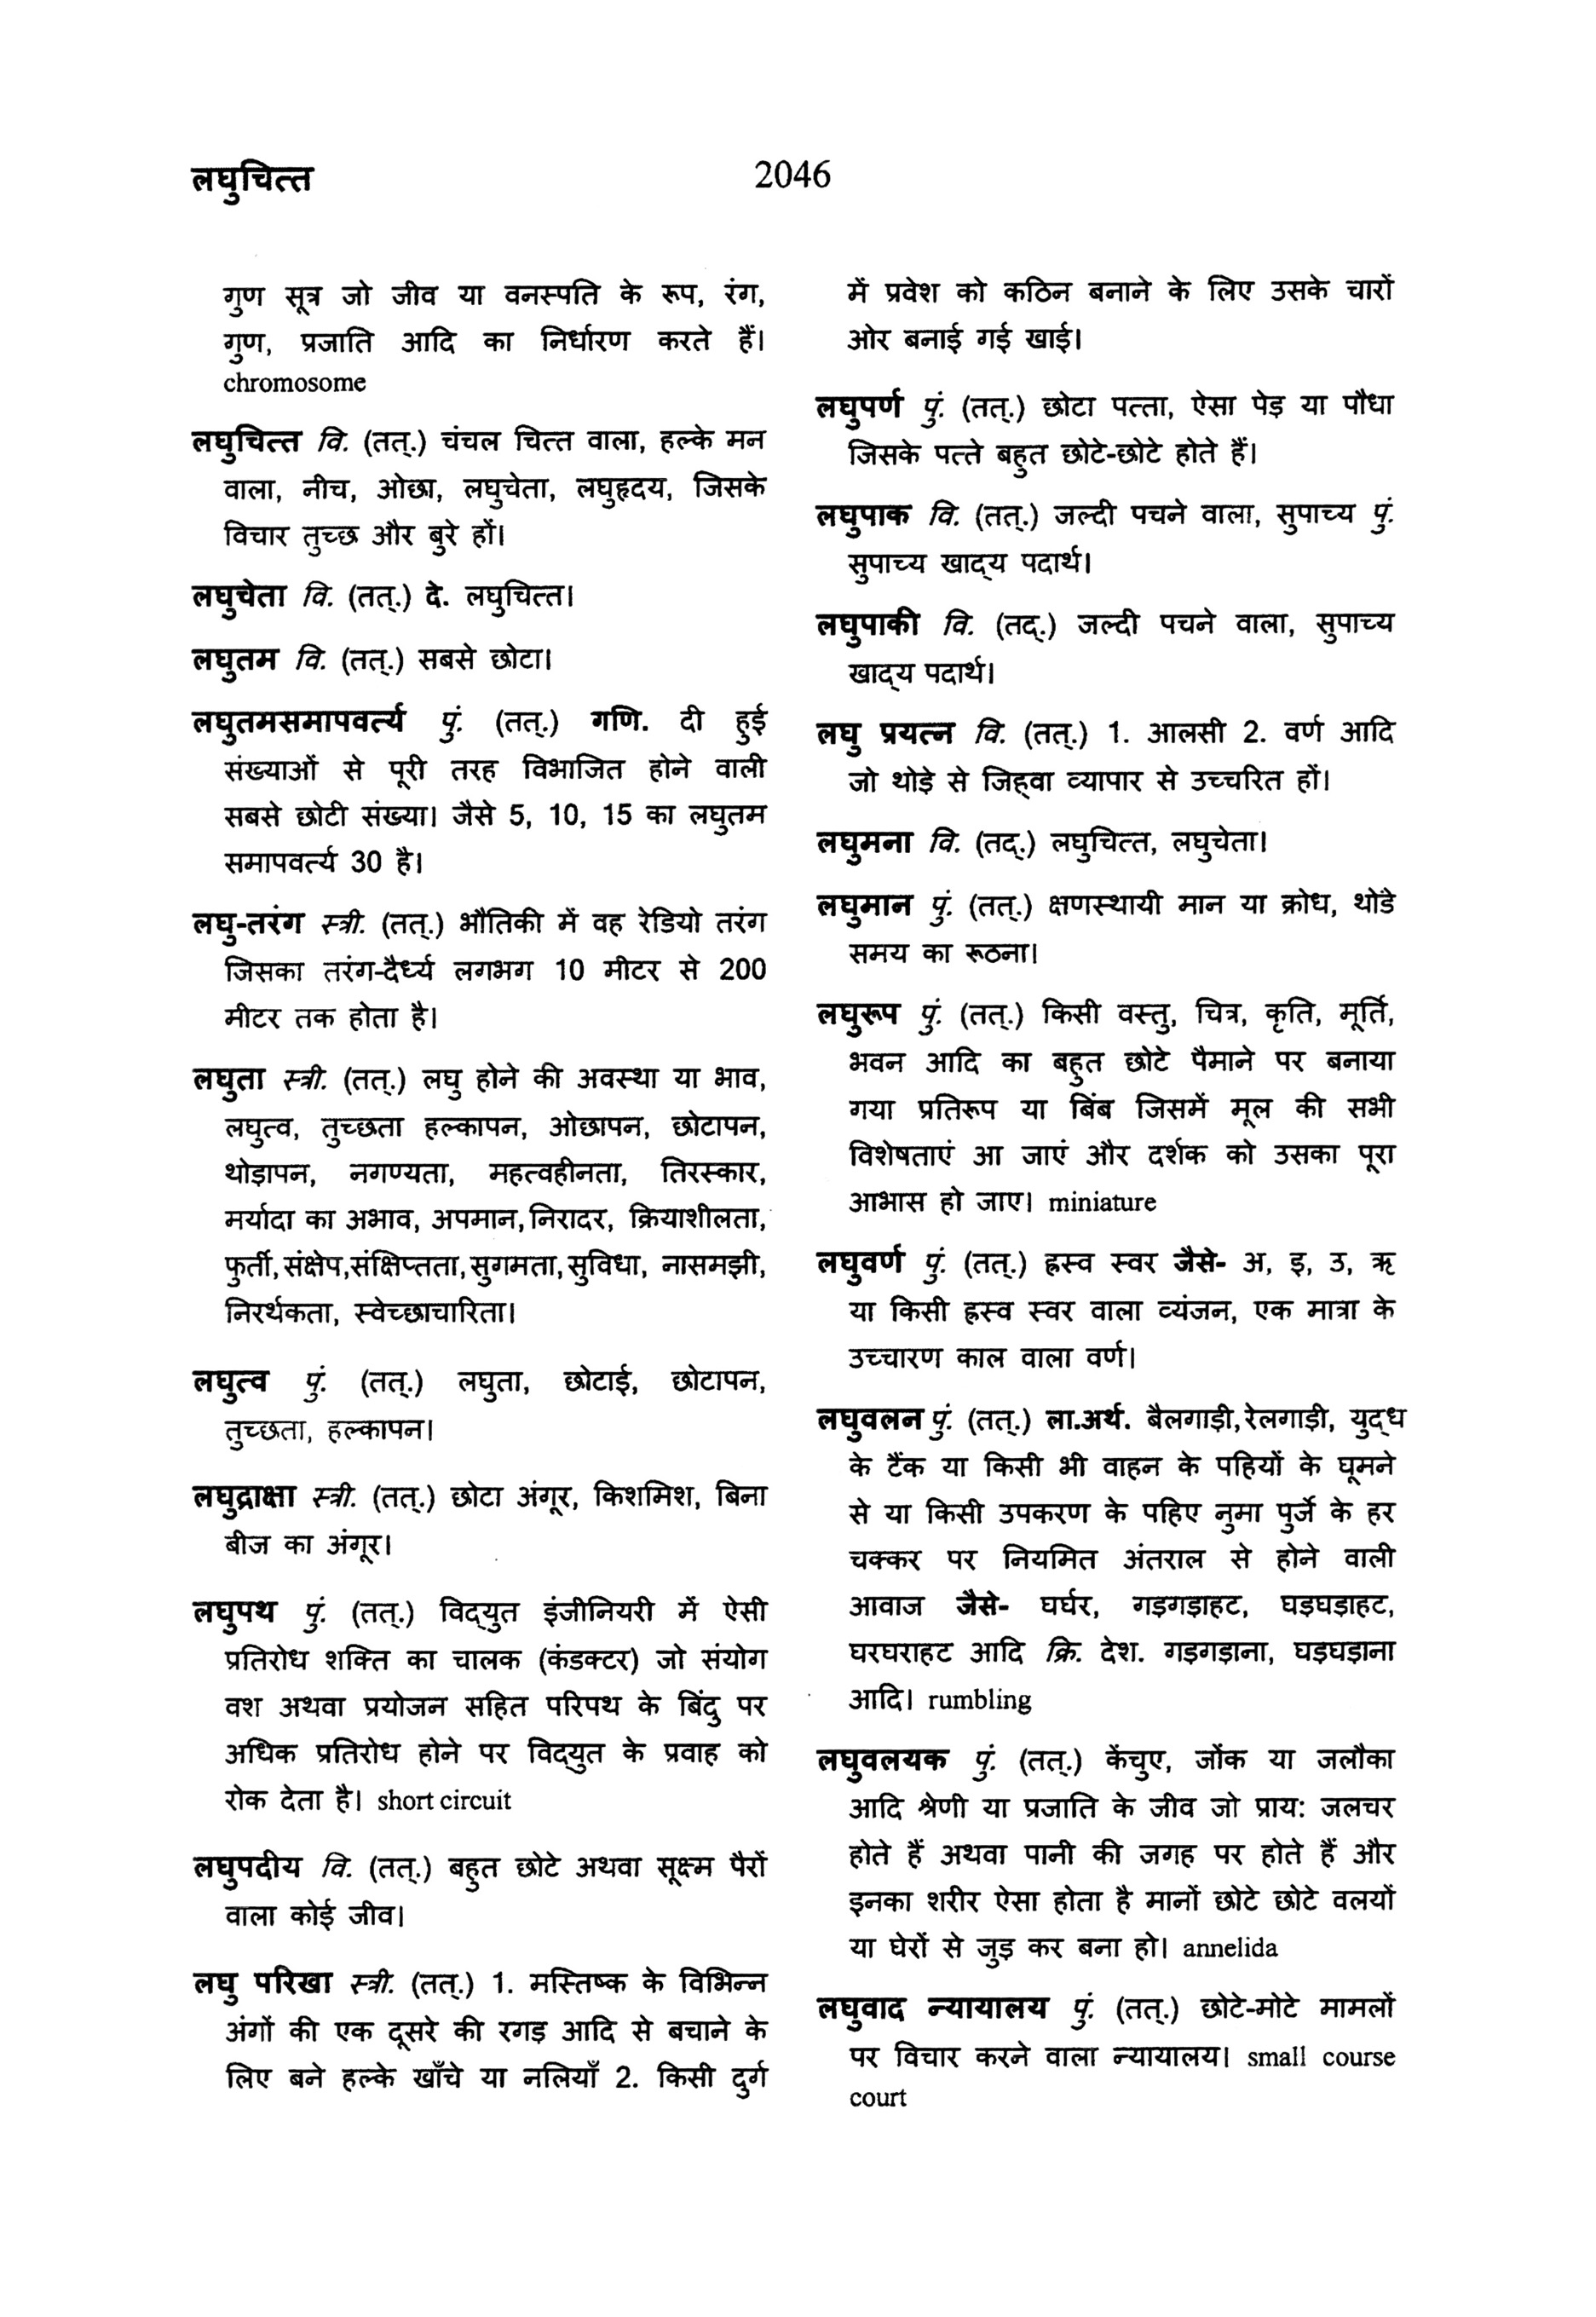 लघुचित्त
2046
गुण सूत्र जो जीव या वनस्पति के रूप, रंग,
गुण, प्रजाति आदि का निर्धारण करते हैं।
chromosome
लघुचित्त वि. (तत्.) चंचल चित्त वाला, हल्के मन
वाला, नीच, ओछा, लघुचेता, लघुहृदय, जिसके
विचार तुच्छ और बुरे हों।
लघुचेता वि. (तत्.) दे. लघुचित्त।
लघुतम वि. (तत्.) सबसे छोटा।
लघुतमसमापवर्त्य पुं. (तत्.) गणि. दी हुई
संख्याओं से पूरी तरह विभाजित होने वाली
सबसे छोटी संख्या। जैसे 5, 10, 15 का लघुतम
समापवर्त्य 30 है।
लघु-तरंग स्त्री. (तत्.) भौतिकी में वह रेडियो तरंग
जिसका तरंग-दैर्ध्य लगभग 10 मीटर से 200
मीटर तक होता है।
लघुता स्त्री. (तत्.) लघु होने की अवस्था या भाव,
लघुत्व, तुच्छता हल्कापन, ओछापन, छोटापन,
थोड़ापन, नगण्यता, महत्वहीनता, तिरस्कार,
मर्यादा का अभाव, अपमान, निरादर, क्रियाशीलता,
फुर्ती, संक्षेप, संक्षिप्तता, सुगमता, सुविधा, नासमझी,
निरर्थकता, स्वेच्छाचारिता।
लघुत्व पुं. (तत्.) लघुता, छोटाई, छोटापन,
तुच्छता, हल्कापन।
लघुद्राक्षा स्त्री. (तत्.) छोटा अंगूर, किशमिश, बिना
बीज का अंगूर।
लघुपथ पुं. (तत्.) विद्‌युत इंजीनियरी में ऐसी
प्रतिरोध शक्ति का चालक (कंडक्टर) जो संयोग
वश अथवा प्रयोजन सहित परिपथ के बिंदु पर
अधिक प्रतिरोध होने पर विद्‌युत के प्रवाह को
रोक देता है। short circuit
लघुपदीय वि. (तत्.) बहुत छोटे अथवा सूक्ष्म पैरों
वाला कोई जीव।
लघु परिखा स्त्री. (तत्.) 1. मस्तिष्क के विभिन्न
अंगों की एक दूसरे की रगड़ आदि से बचाने के
लिए बने हल्के खाँचे या नलियाँ 2. किसी दुर्ग
में प्रवेश को कठिन बनाने के लिए उसके चारों
ओर बनाई गई खाई।
लघुपर्ण पुं. (तत्.) छोटा पत्ता, ऐसा पेड़ या पौधा
जिसके पत्ते बहुत छोटे-छोटे होते हैं।
लघुपाक वि. (तत्.) जल्दी पचने वाला, सुपाच्य पुं.
सुपाच्य खाद्‌य पदार्थ।
लघुपाकी वि. (तद्.) जल्दी पचने वाला, सुपाच्य
खाद्‌य पदार्थ।
लघु प्रयत्न वि. (तत्.) 1. आलसी 2. वर्ण आदि
जो थोड़े से जिह्‌वा व्यापार से उच्चरित हों।
लघुमना वि. (तद्.) लघुचित्त, लघुचेता।
लघुमान पुं. (तत्.) क्षणस्थायी मान या क्रोध, थोडे
समय का रूठना।
लघुरूप पुं. (तत्.) किसी वस्तु, चित्र, कृति, मूर्ति,
भवन आदि का बहुत छोटे पैमाने पर बनाया
गया प्रतिरूप या बिंब जिसमें मूल की सभी
विशेषताएं आ जाएं और दर्शक को उसका पूरा
आभास हो जाए। miniature
लघुवर्ण पुं. (तत्.) ह्रस्व स्वर जैसे- अ, इ, उ, ऋ
या किसी ह्रस्व स्वर वाला व्यंजन, एक मात्रा के
उच्चारण काल वाला वर्ण।
लघुवलन पुं. (तत्.) ला.अर्थ. बैलगाड़ी, रेलगाड़ी, युद्‌ध
के टैंक या किसी भी वाहन के पहियों के घूमने
से या किसी उपकरण के पहिए नुमा पुर्जे के हर
चक्कर पर नियमित अंतराल से होने वाली
आवाज जैसे- घर्घर, गड़गड़ाहट, घड़घड़ाहट,
घरघराहट आदि क्रि. देश. गड़गड़ाना, घड़घड़ाना
आदि। rumbling
लघुवलयक पुं. (तत्.) केंचुए, जोंक या जलौका
आदि श्रेणी या प्रजाति के जीव जो प्राय: जलचर
होते हैं अथवा पानी की जगह पर होते हैं और
इनका शरीर ऐसा होता है मानों छोटे छोटे वलयों
या घेरों से जुड़ कर बना हो। annelida
लघुवाद न्यायालय पुं. (तत्.) छोटे-मोटे मामलों
पर विचार करने वाला न्यायालय। small course
court